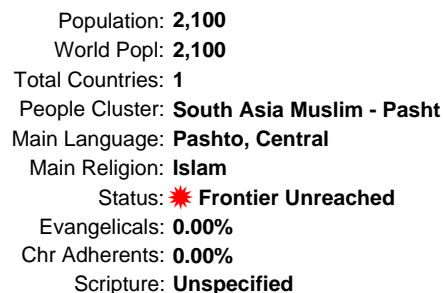 Population: 2,100
World Popl: 2,100
Total Countries: 1
People Cluster: South Asia Muslim - Pasht
Main Language: Pashto, Central
Main Religion: Islam
Status: Frontier Unreached
Evangelicals: 0.00%
Chr Adherents: 0.00%
Scripture: Unspecified